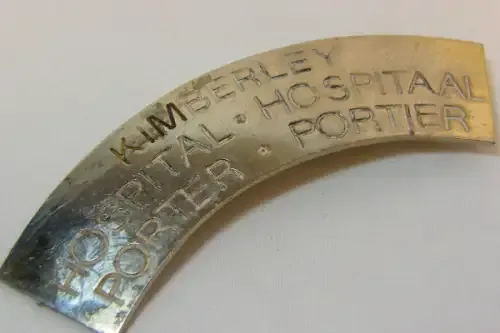 KIMBERLEY
HOSPITAL · HOSPITAAL
PORTER · PORTIER